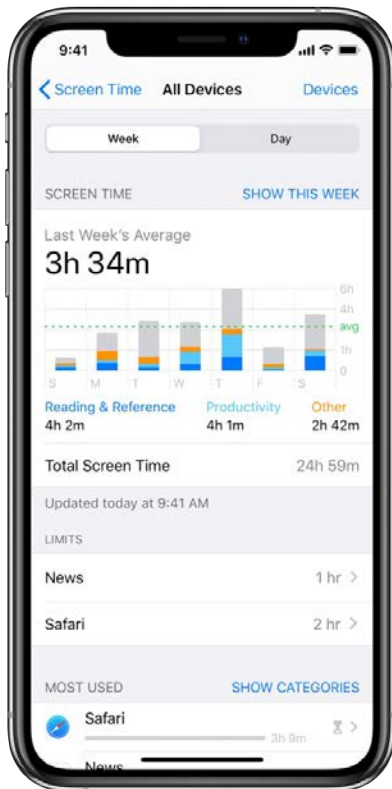 9:41
Screen Time All Devices Devices
Week Day
SCREEN TIME SHOW THIS WEEK
Last Week's Average
3h 34m
6h
4h
avg
1h
0
S M T W T F S
Reading & Reference Productivity Other
4h 2m 4h 1m 2h 42m
Total Screen Time 24h 59m
Updated today at 9:41 AM
LIMITS
News 1 hr
Safari 2 hr
MOST USED SHOW CATEGORIES
Safari
3h 9m
News